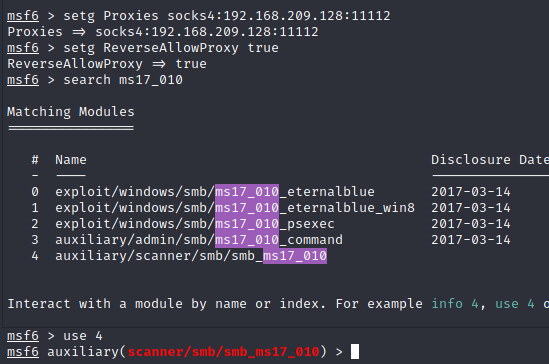 msf6 > setg Proxies socks4:192.168.209.128:11112
Proxies => socks4:192.168.209.128:11112
msf6 > setg ReverseAllowProxy true
ReverseAllowProxy => true
msf6 > search ms17_010
Matching Modules
================
# Name Disclosure Date
- ---- ---------------
0 exploit/windows/smb/ms17_010_eternalblue 2017-03-14
1 exploit/windows/smb/ms17_010_eternalblue_win8 2017-03-14
2 exploit/windows/smb/ms17_010_psexec 2017-03-14
3 auxiliary/admin/smb/ms17_010_command 2017-03-14
4 auxiliary/scanner/smb/smb_ms17_010
Interact with a module by name or index. For example info 4, use 4 o
msf6 > use 4
msf6 auxiliary(scanner/smb/smb_ms17_010) >